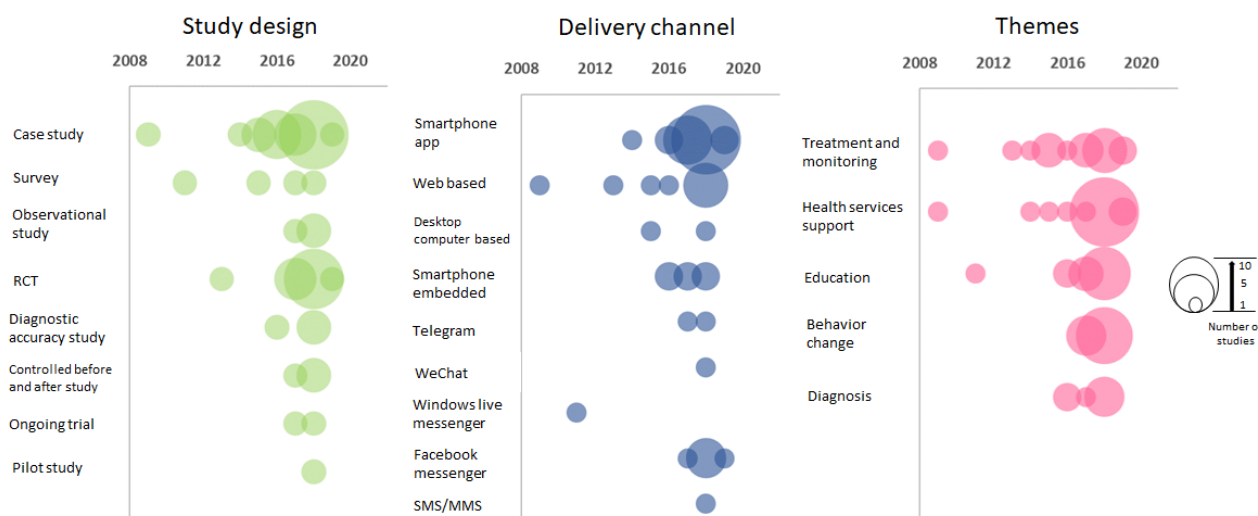 Study design
2008 2012 2016 2020
Case study
Survey
Observational
study
RCT
Diagnostic
accuracy study
Controlled before
and after study
Ongoing trial
Pilot study
Delivery channel
2008 2012 2016 2020
Smartphone
app
Web based
Desktop
computer based
Smartphone
embedded
Telegram
WeChat
Windows live
messenger
Facebook
messenger
SMS/MMS
Themes
2008 2012 2016 2020
Treatment and
monitoring
Health services
support
Education
Behavior
change
Diagnosis
10
5
1
Number o
studies